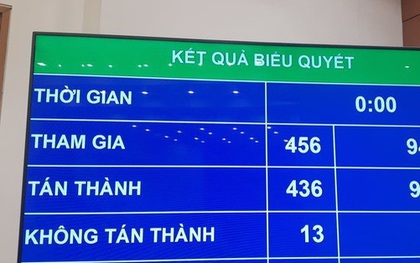 KẾT QUẢ BIỂU QUYẾT
THỜI GIAN 0:00
THAM GIA 456
TÁN THÀNH 436
KHÔNG TÁN THÀNH 13